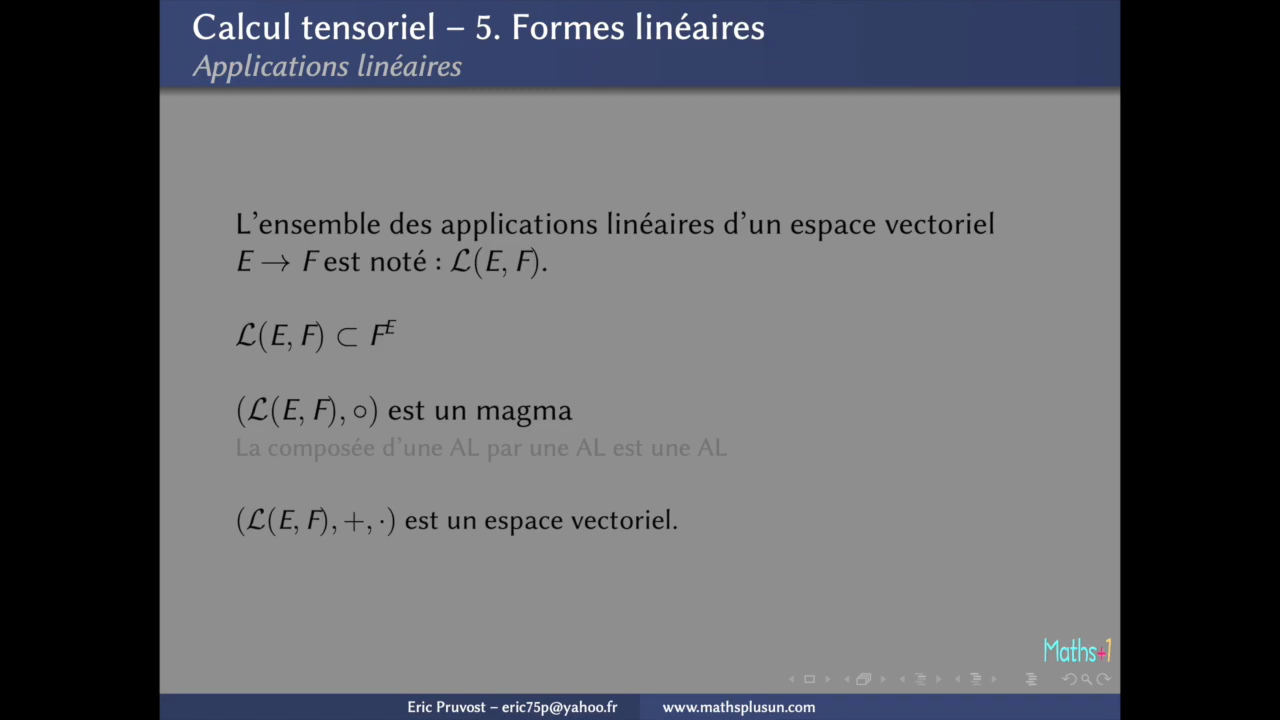 Calcul tensoriel – 5. Formes linéaires
Applications linéaires
L'ensemble des applications linéaires d'un espace vectoriel
E → F est noté : ℒ(E, F).
ℒ(E, F) ⊂ F^E
(ℒ(E, F), ∘) est un magma
La composée d'une AL par une AL est une AL
(ℒ(E, F), +, ·) est un espace vectoriel.
Maths+1
Eric Pruvost – eric75p@yahoo.fr www.mathsplusun.com